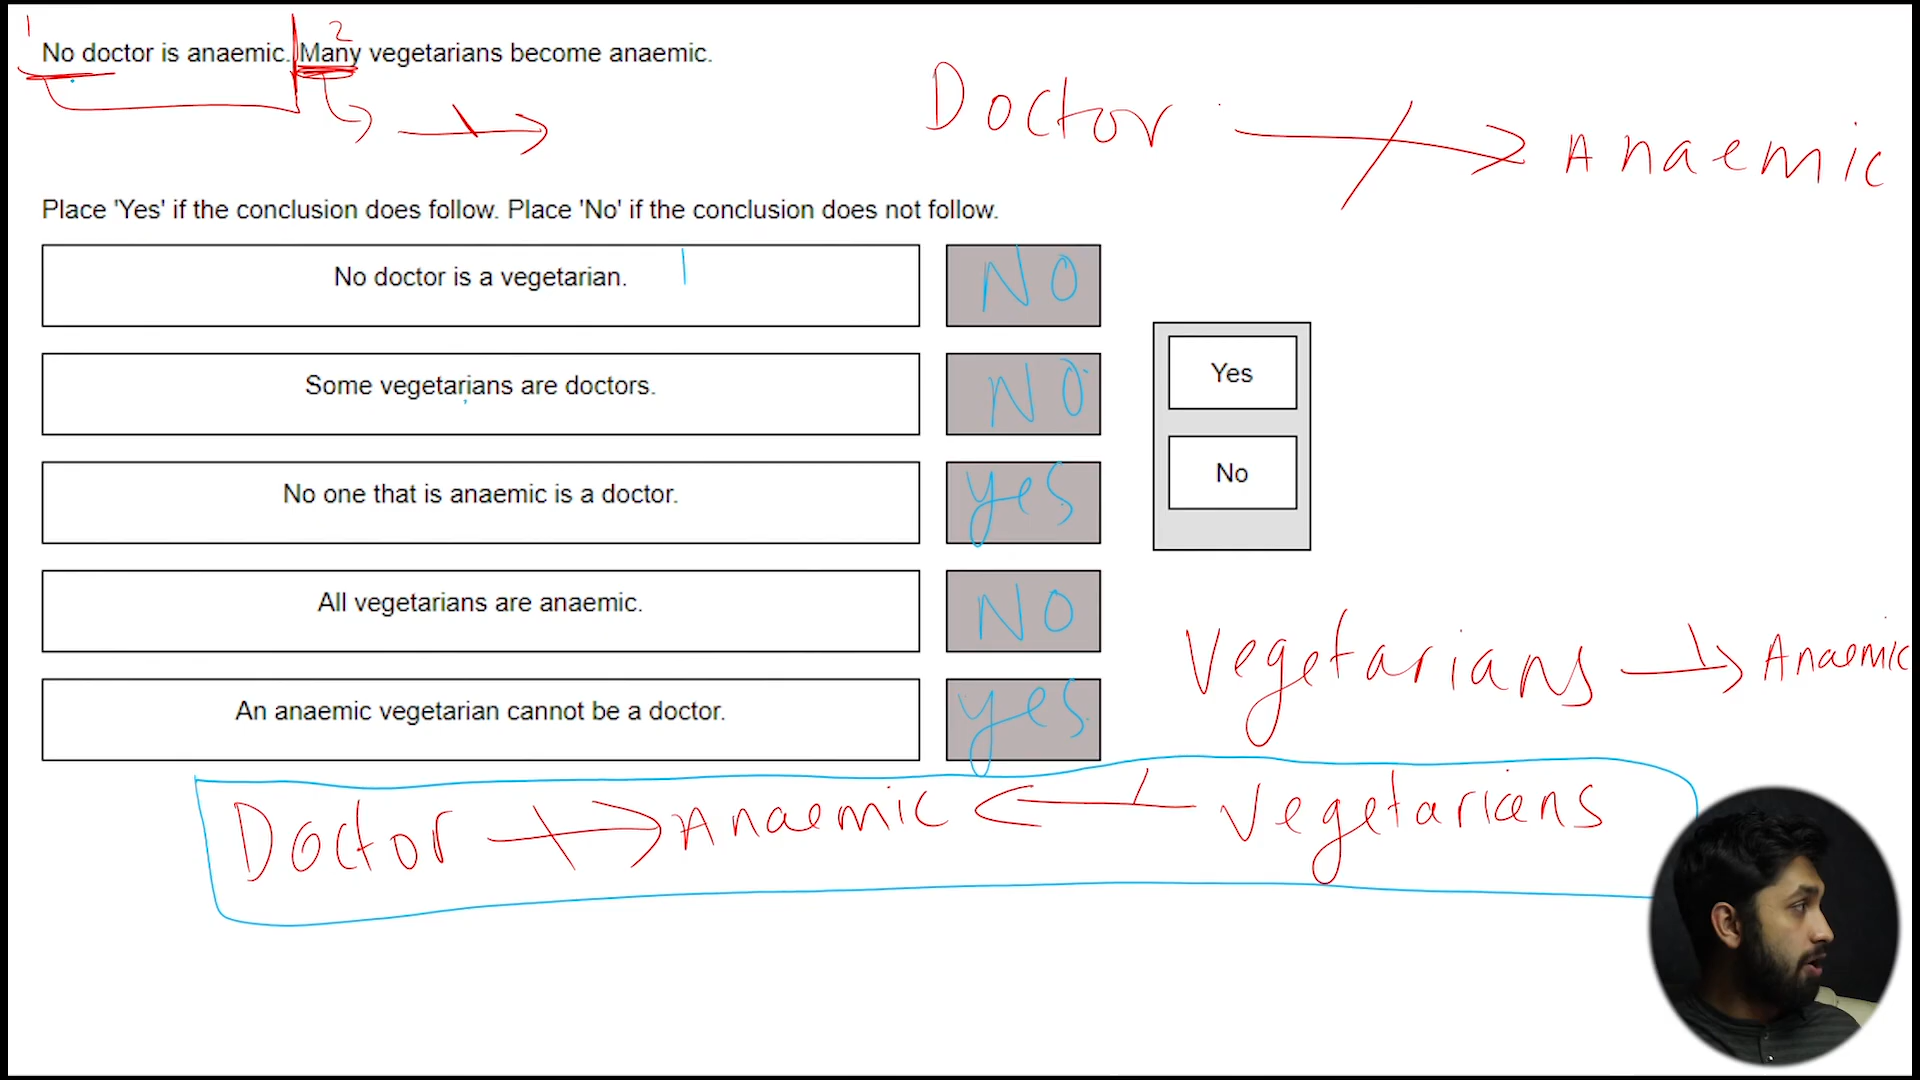 1 2
No doctor is anaemic. Many vegetarians become anaemic.
Doctor Anaemic
Place 'Yes' if the conclusion does follow. Place 'No' if the conclusion does not follow.
No doctor is a vegetarian. NO
Some vegetarians are doctors. NO
Yes
No one that is anaemic is a doctor. yes
No
All vegetarians are anaemic. NO
Vegetarians Anaemic
An anaemic vegetarian cannot be a doctor. yes
Doctor Anaemic Vegetarians